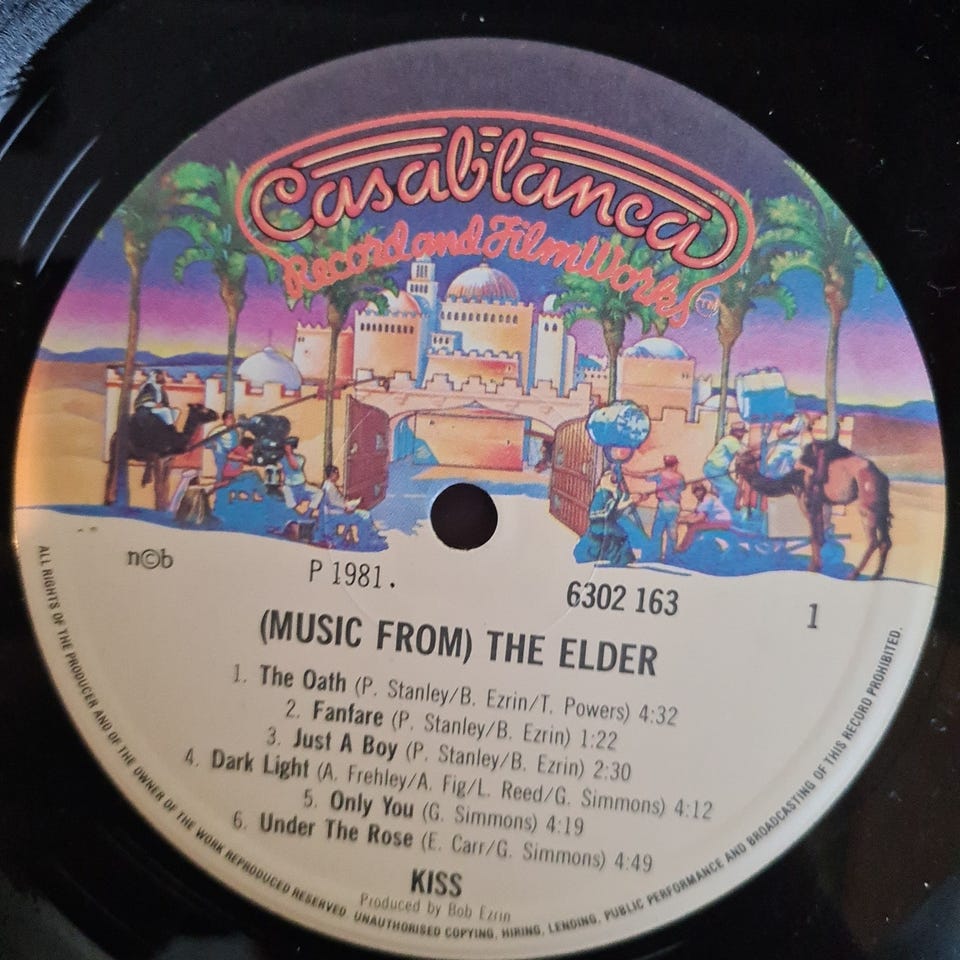 Casablanca
Record and FilmWorks TM
n©b
P 1981.
6302 163
1
(MUSIC FROM) THE ELDER
1. The Oath (P. Stanley/B. Ezrin/T. Powers) 4:32
2. Fanfare (P. Stanley/B. Ezrin) 1:22
3. Just A Boy (P. Stanley/B. Ezrin) 2:30
4. Dark Light (A. Frehley/A. Fig/L. Reed/G. Simmons) 4:12
5. Only You (G. Simmons) 4:19
6. Under The Rose (E. Carr/G. Simmons) 4:49
KISS
Produced by Bob Ezrin
ALL RIGHTS OF THE PRODUCER AND OF THE OWNER OF THE WORK REPRODUCED RESERVED. UNAUTHORISED COPYING, HIRING, LENDING, PUBLIC PERFORMANCE AND BROADCASTING OF THIS RECORD PROHIBITED.